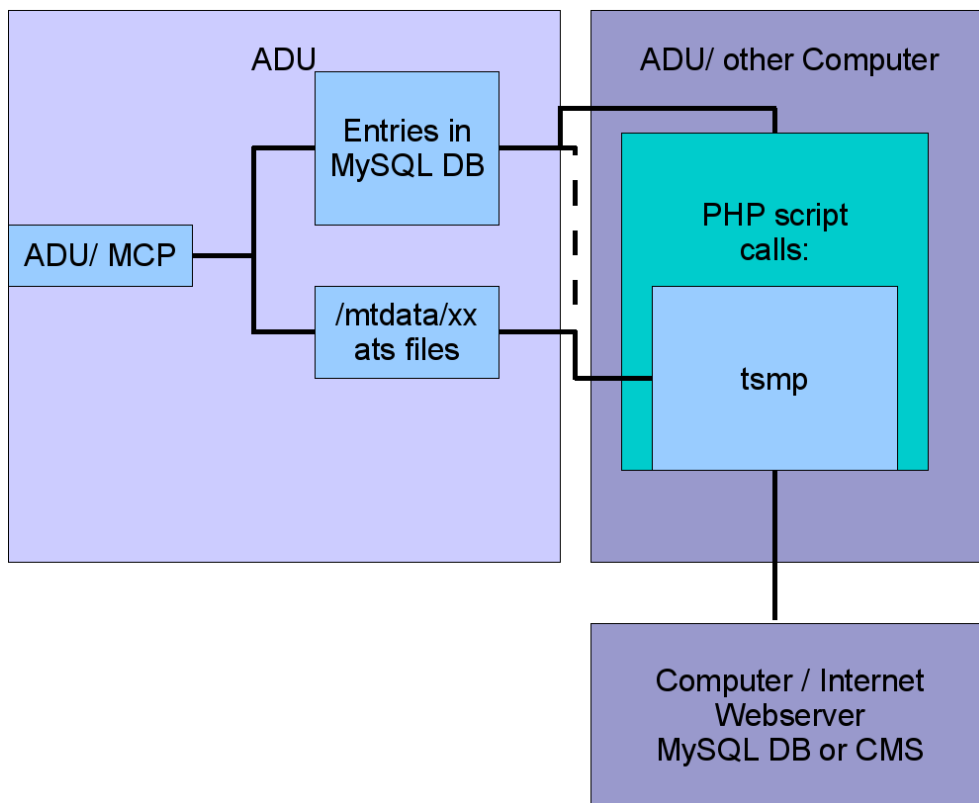 ADU
Entries in
MySQL DB
ADU/ MCP
/mtdata/xx
ats files
ADU/ other Computer
PHP script
calls:
tsmp
Computer / Internet
Webserver
MySQL DB or CMS